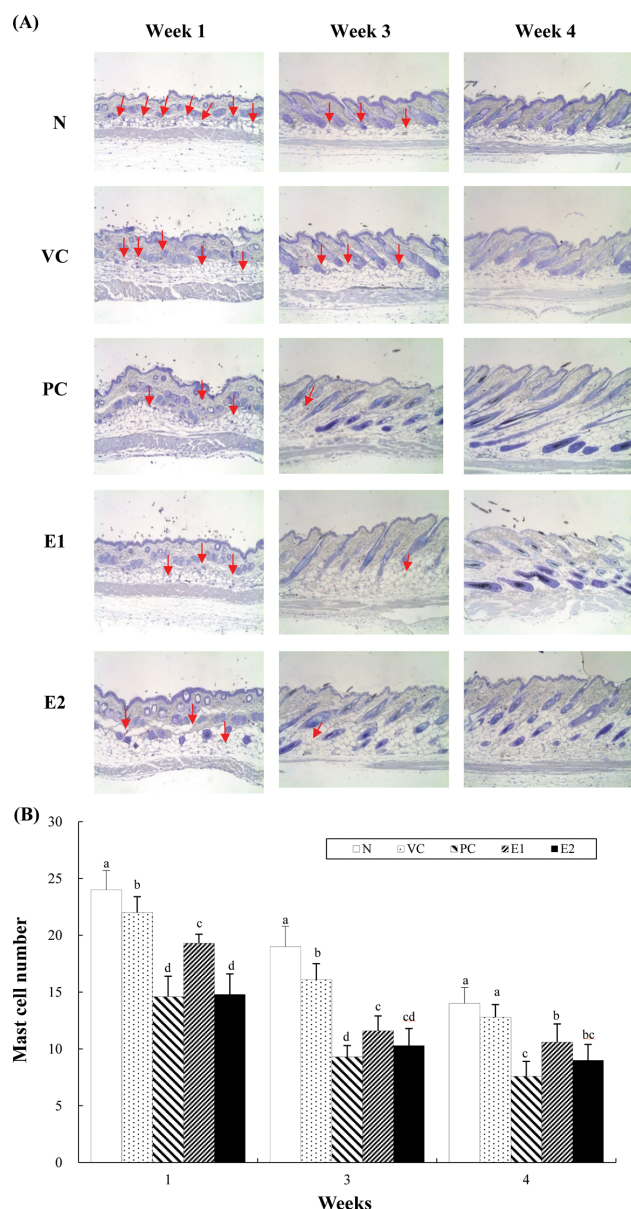 (A)
Week 1 Week 3 Week 4
N
VC
PC
E1
E2
(B)
30
25
20
15
10
5
0
Mast cell number
N VC PC E1 E2
a b d c d
a b d c cd
a a c b bc
1 3 4
Weeks